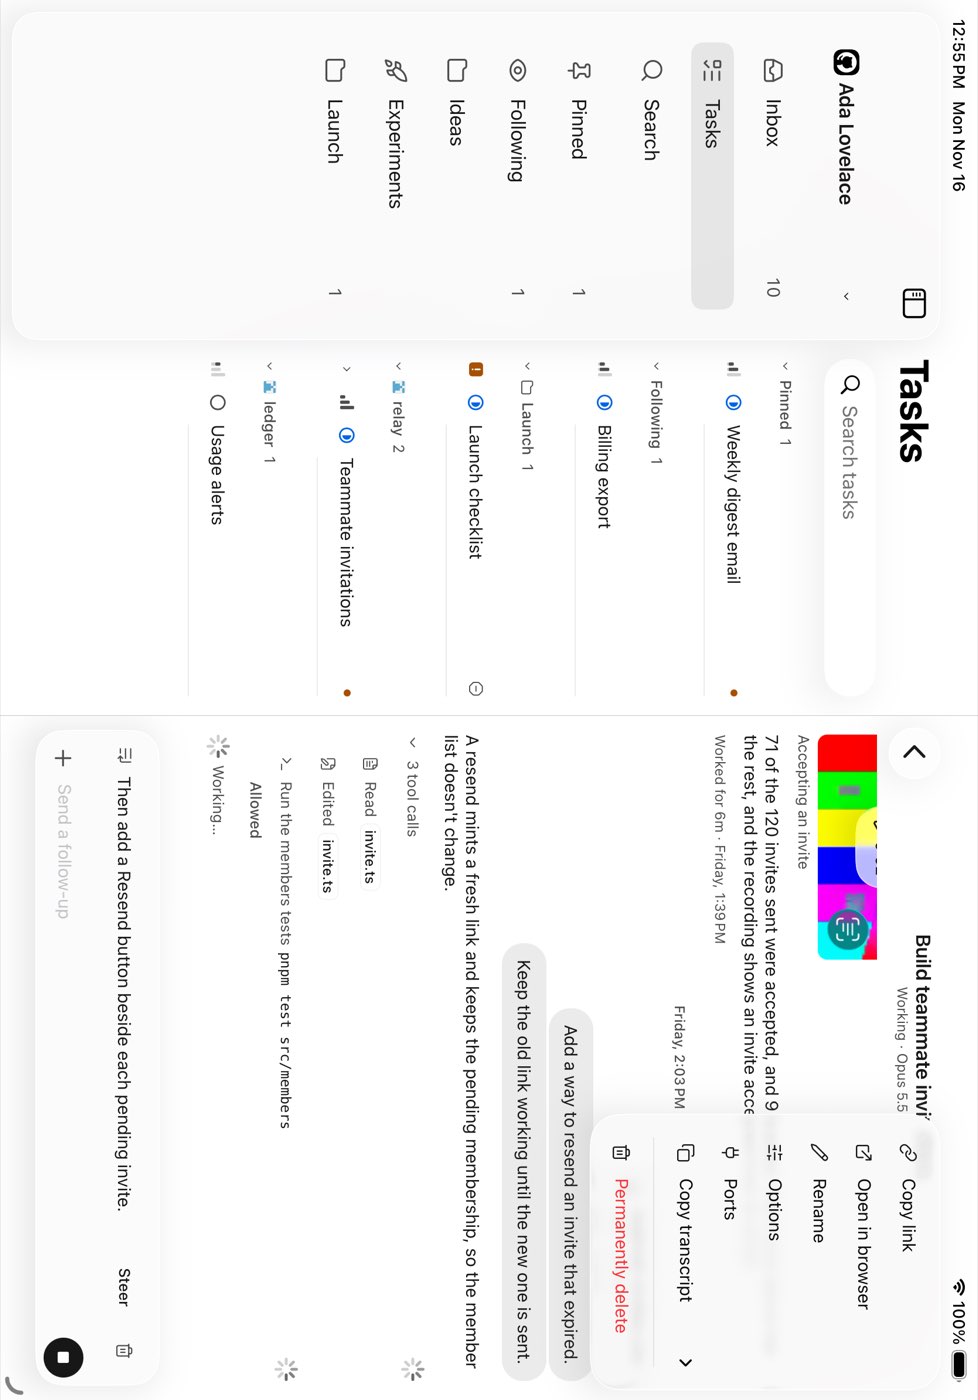 12:55 PM Mon Nov 16
100%
Ada Lovelace
Inbox 10
Tasks
Search
Pinned 1
Following 1
Ideas
Experiments
Launch 1
Tasks
Search tasks
Pinned 1
Weekly digest email
Following 1
Billing export
Launch 1
Launch checklist
relay 2
Teammate invitations
ledger 1
Usage alerts
Build teammate
Working · Opus 5.5
Accepting an invite
71 of the 120 invites sent were accepted, and 9
the rest, and the recording shows an invite
Worked for 6m · Friday, 1:39 PM
Friday, 2:03 PM
Copy link
Open in browser
Rename
Options
Ports
Copy transcript
Permanently delete
Add a way to resend an invite that expired.
Keep the old link working until the new one is sent.
A resend mints a fresh link and keeps the pending membership, so the member
list doesn't change.
3 tool calls
Read invite.ts
Edited invite.ts
Run the members tests pnpm test src/members
Allowed
Working...
Then add a Resend button beside each pending invite.
Steer
Send a follow-up